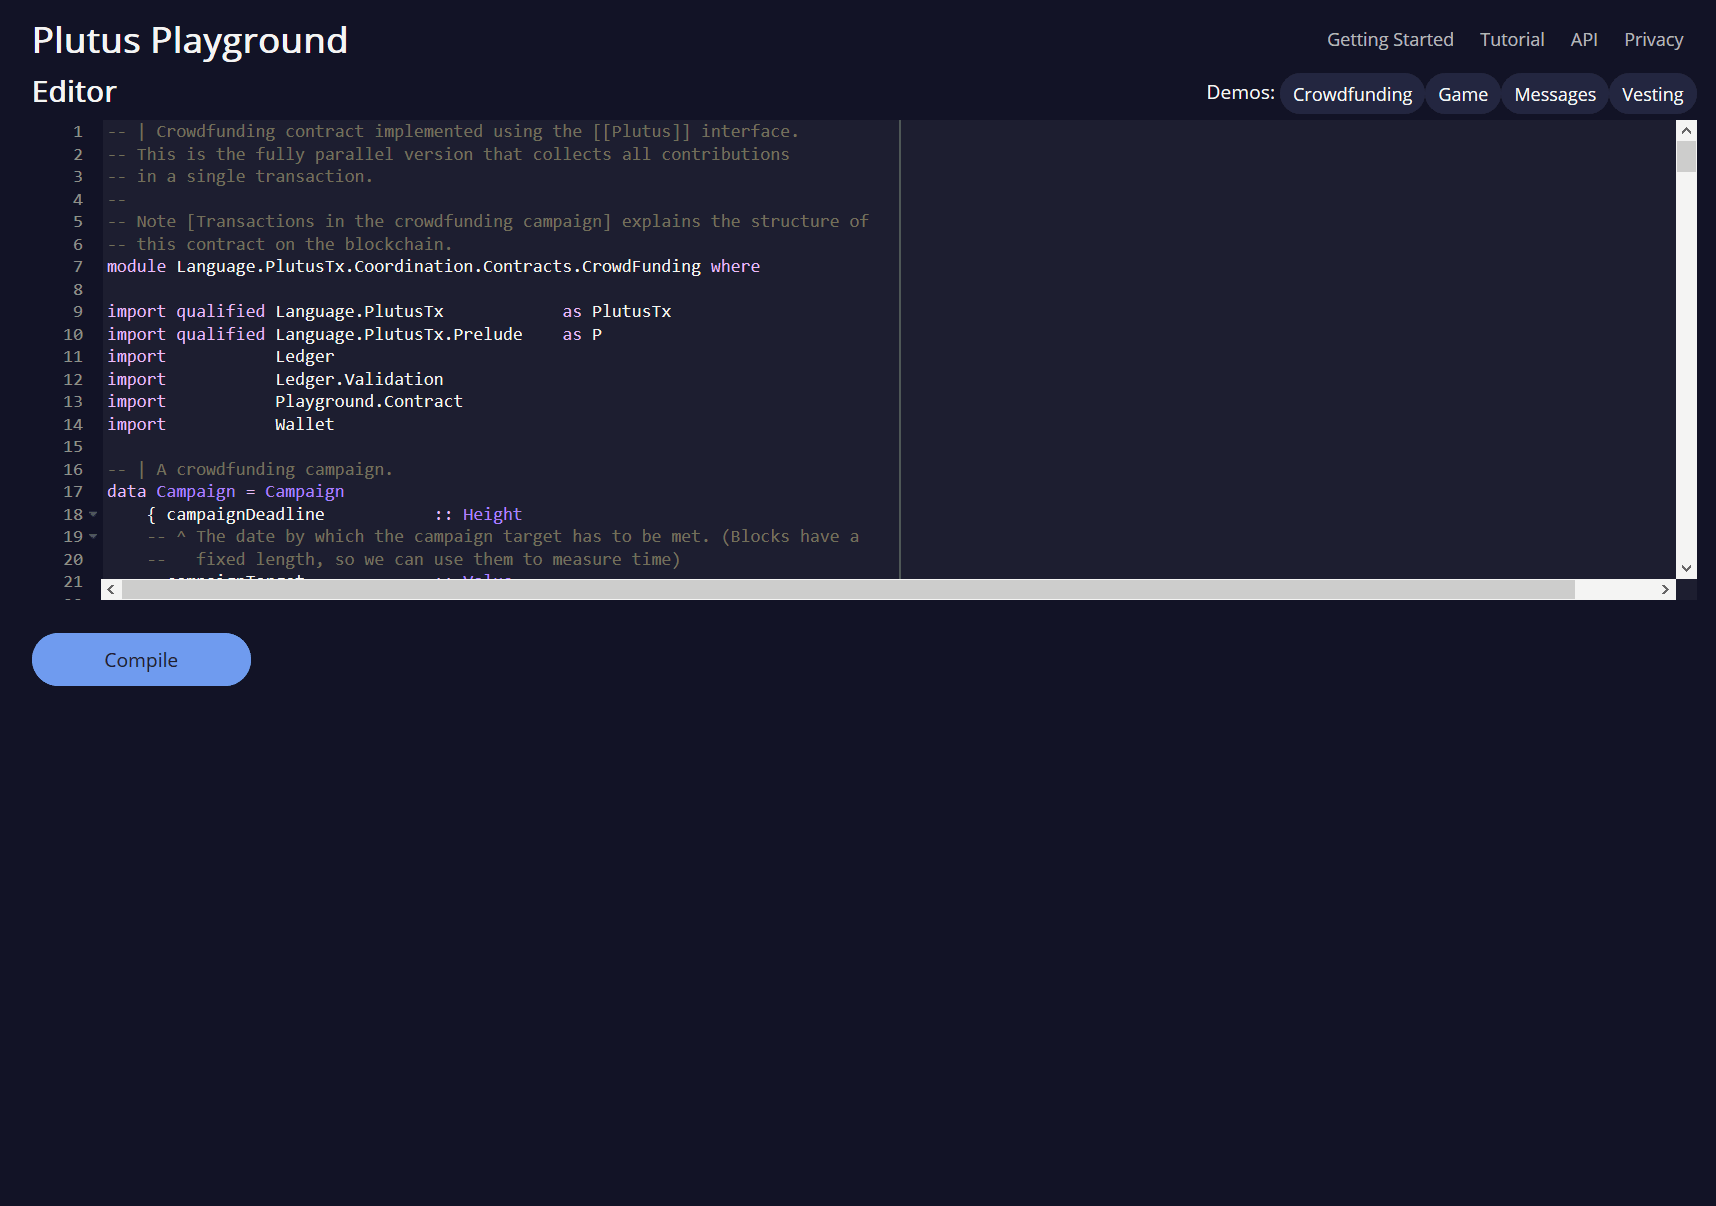 Plutus Playground
Getting Started Tutorial API Privacy
Editor
Demos: Crowdfunding Game Messages Vesting
1 -- | Crowdfunding contract implemented using the [[Plutus]] interface.
2 -- This is the fully parallel version that collects all contributions
3 -- in a single transaction.
4 --
5 -- Note [Transactions in the crowdfunding campaign] explains the structure of
6 -- this contract on the blockchain.
7 module Language.PlutusTx.Coordination.Contracts.CrowdFunding where
8
9 import qualified Language.PlutusTx            as PlutusTx
10 import qualified Language.PlutusTx.Prelude    as P
11 import           Ledger
12 import           Ledger.Validation
13 import           Playground.Contract
14 import           Wallet
15
16 -- | A crowdfunding campaign.
17 data Campaign = Campaign
18     { campaignDeadline           :: Height
19     -- ^ The date by which the campaign target has to be met. (Blocks have a
20     --   fixed length, so we can use them to measure time)
21     campaignTarget             :: Value
Compile